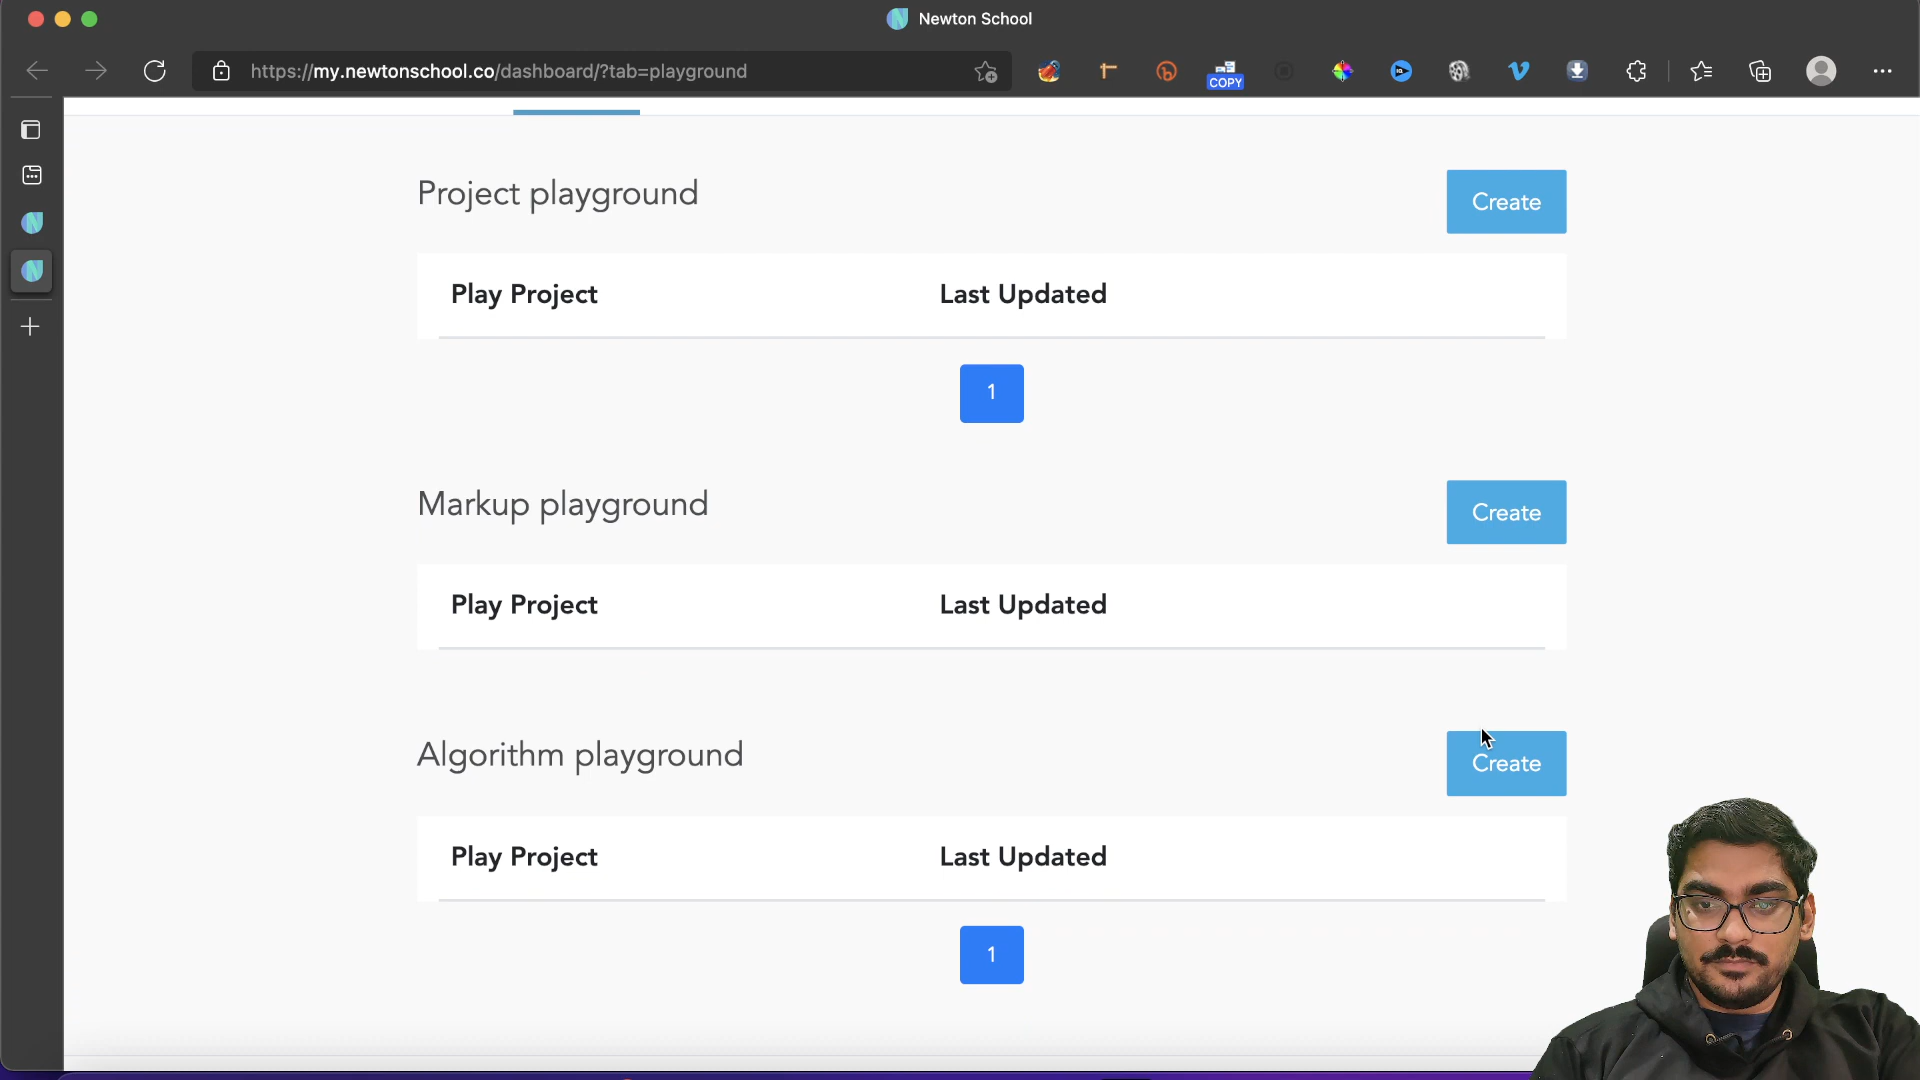 Newton School
https://my.newtonschool.co/dashboard/?tab=playground
COPY
Project playground
Create
Play Project Last Updated
1
Markup playground
Create
Play Project Last Updated
Algorithm playground
Create
Play Project Last Updated
1